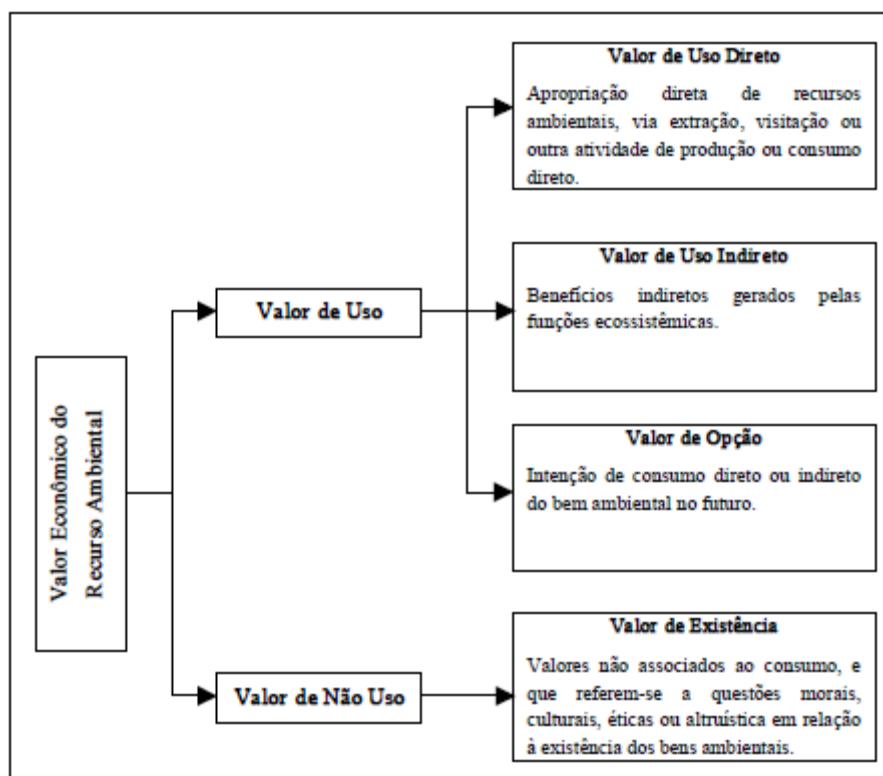 Valor de Uso Direto
Apropriação direta de recursos
ambientais, via extração, visitação ou
outra atividade de produção ou consumo
direto.
Valor de Uso Indireto
Benefícios indiretos gerados pelas
funções ecossistêmicas.
Valor de Uso
Valor Econômico do
Recurso Ambiental
Valor de Opção
Intenção de consumo direto ou indireto
do bem ambiental no futuro.
Valor de Existência
Valores não associados ao consumo, e
que referem-se a questões morais,
culturais, éticas ou altruística em relação
à existência dos bens ambientais.
Valor de Não Uso